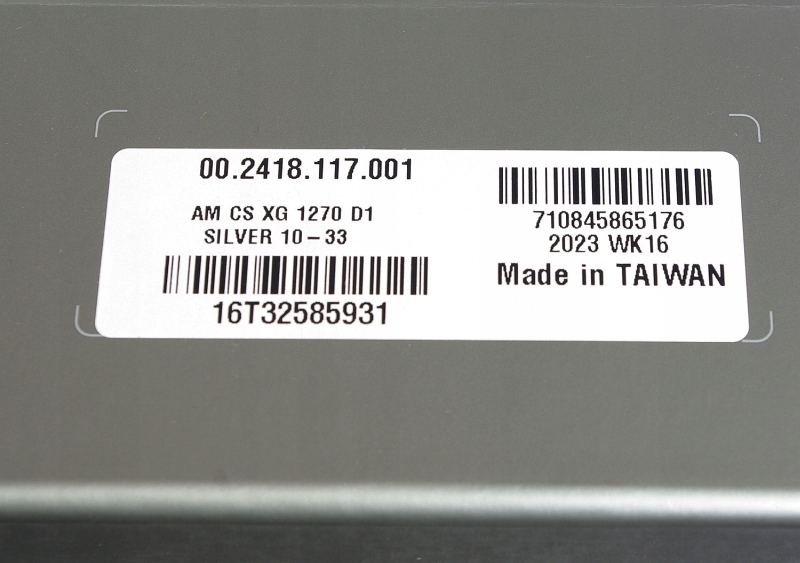 00.2418.117.001
AM CS XG 1270 D1
SILVER 10-33
16T32585931
710845865176
2023 WK16
Made in TAIWAN